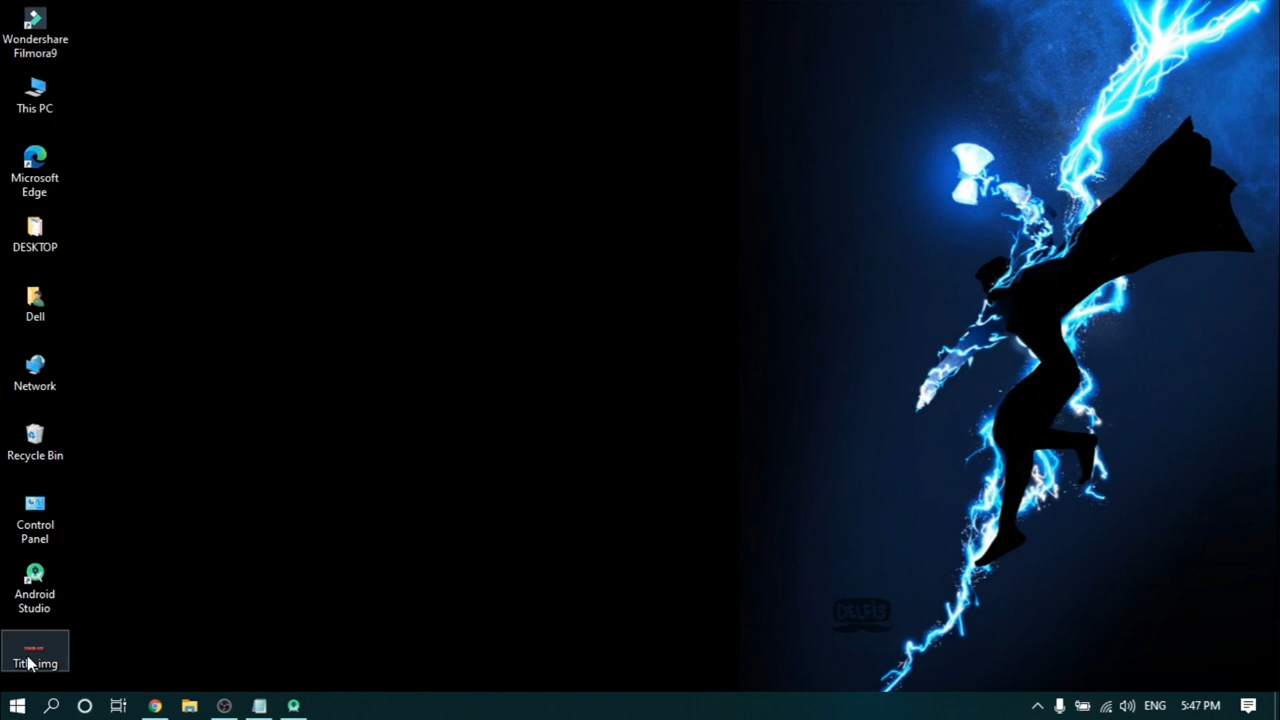 Wondershare
Filmora9
This PC
Microsoft
Edge
DESKTOP
Dell
Network
Recycle Bin
Control
Panel
Android
Studio
DELFIS
ENG
5:47 PM